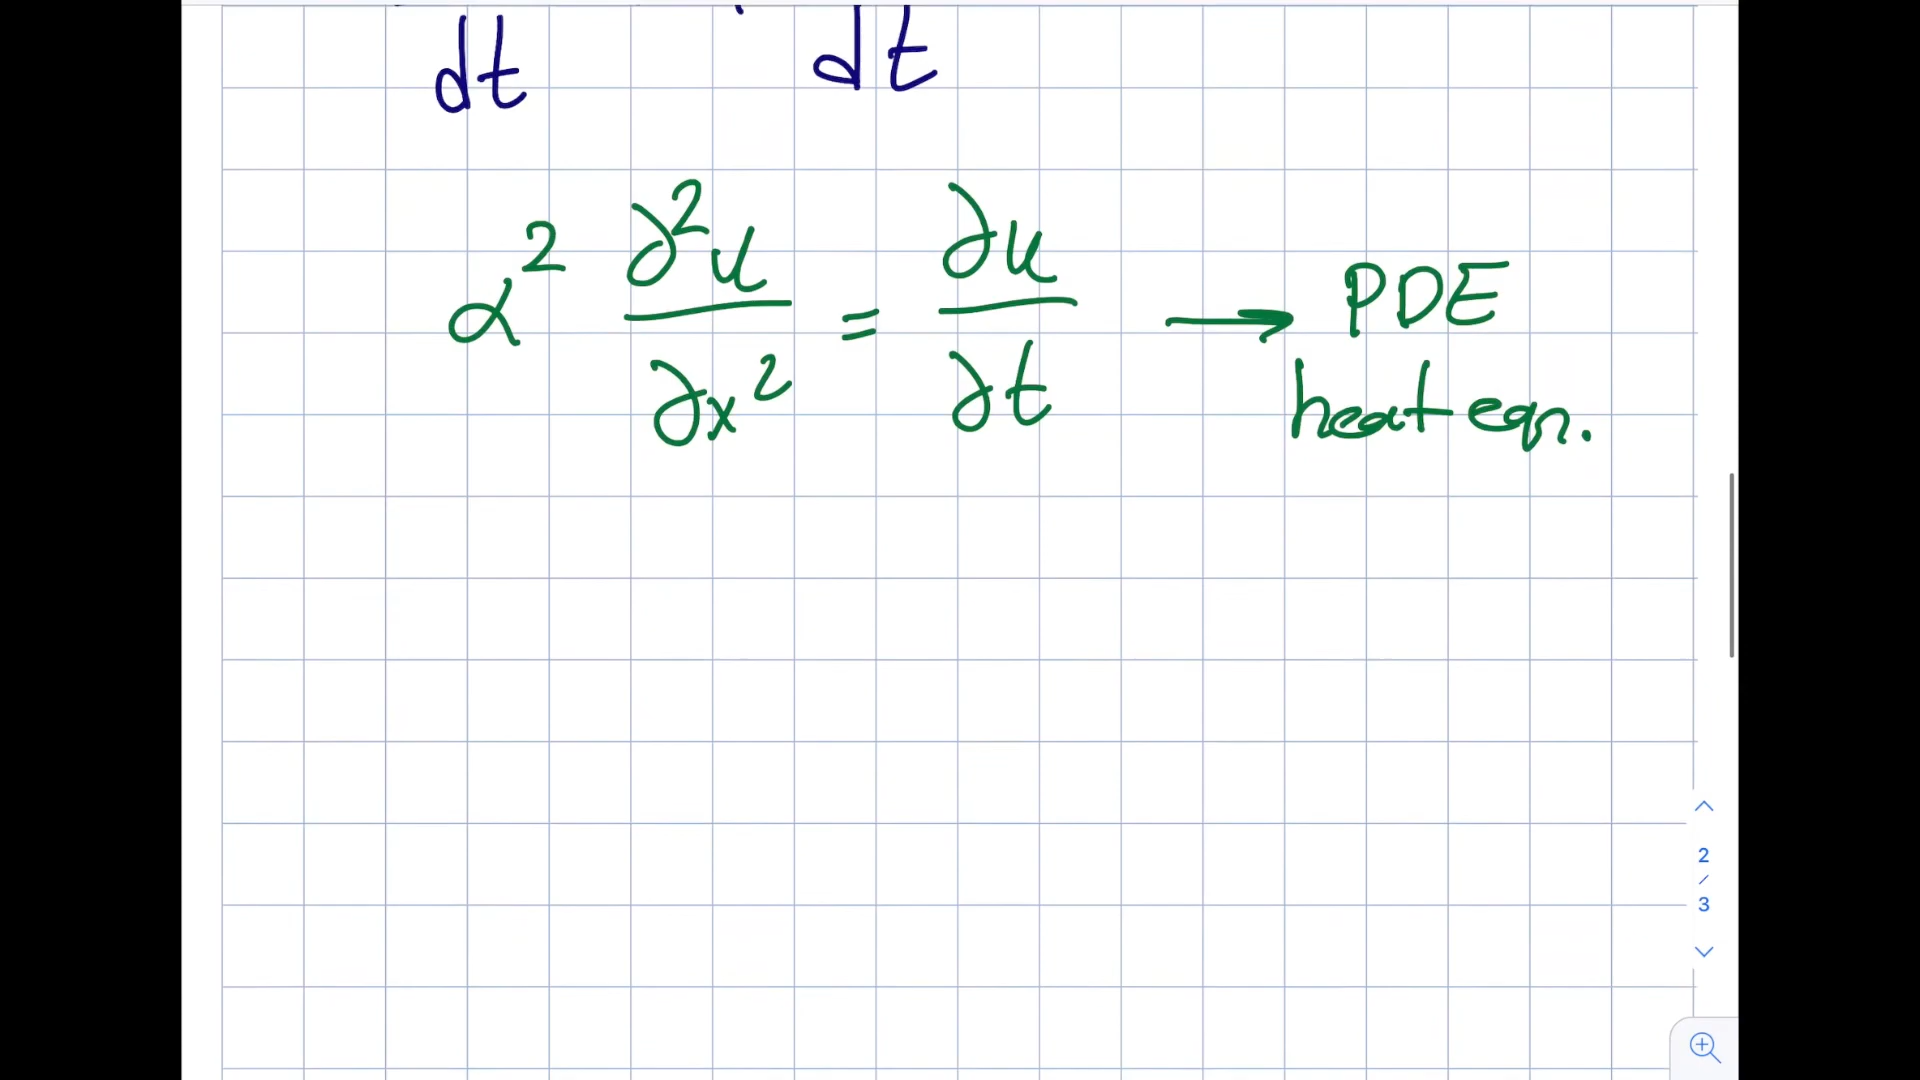 dt dt
α² ∂²u/∂x² = ∂u/∂t → PDE
heat eqn.
2
/
3